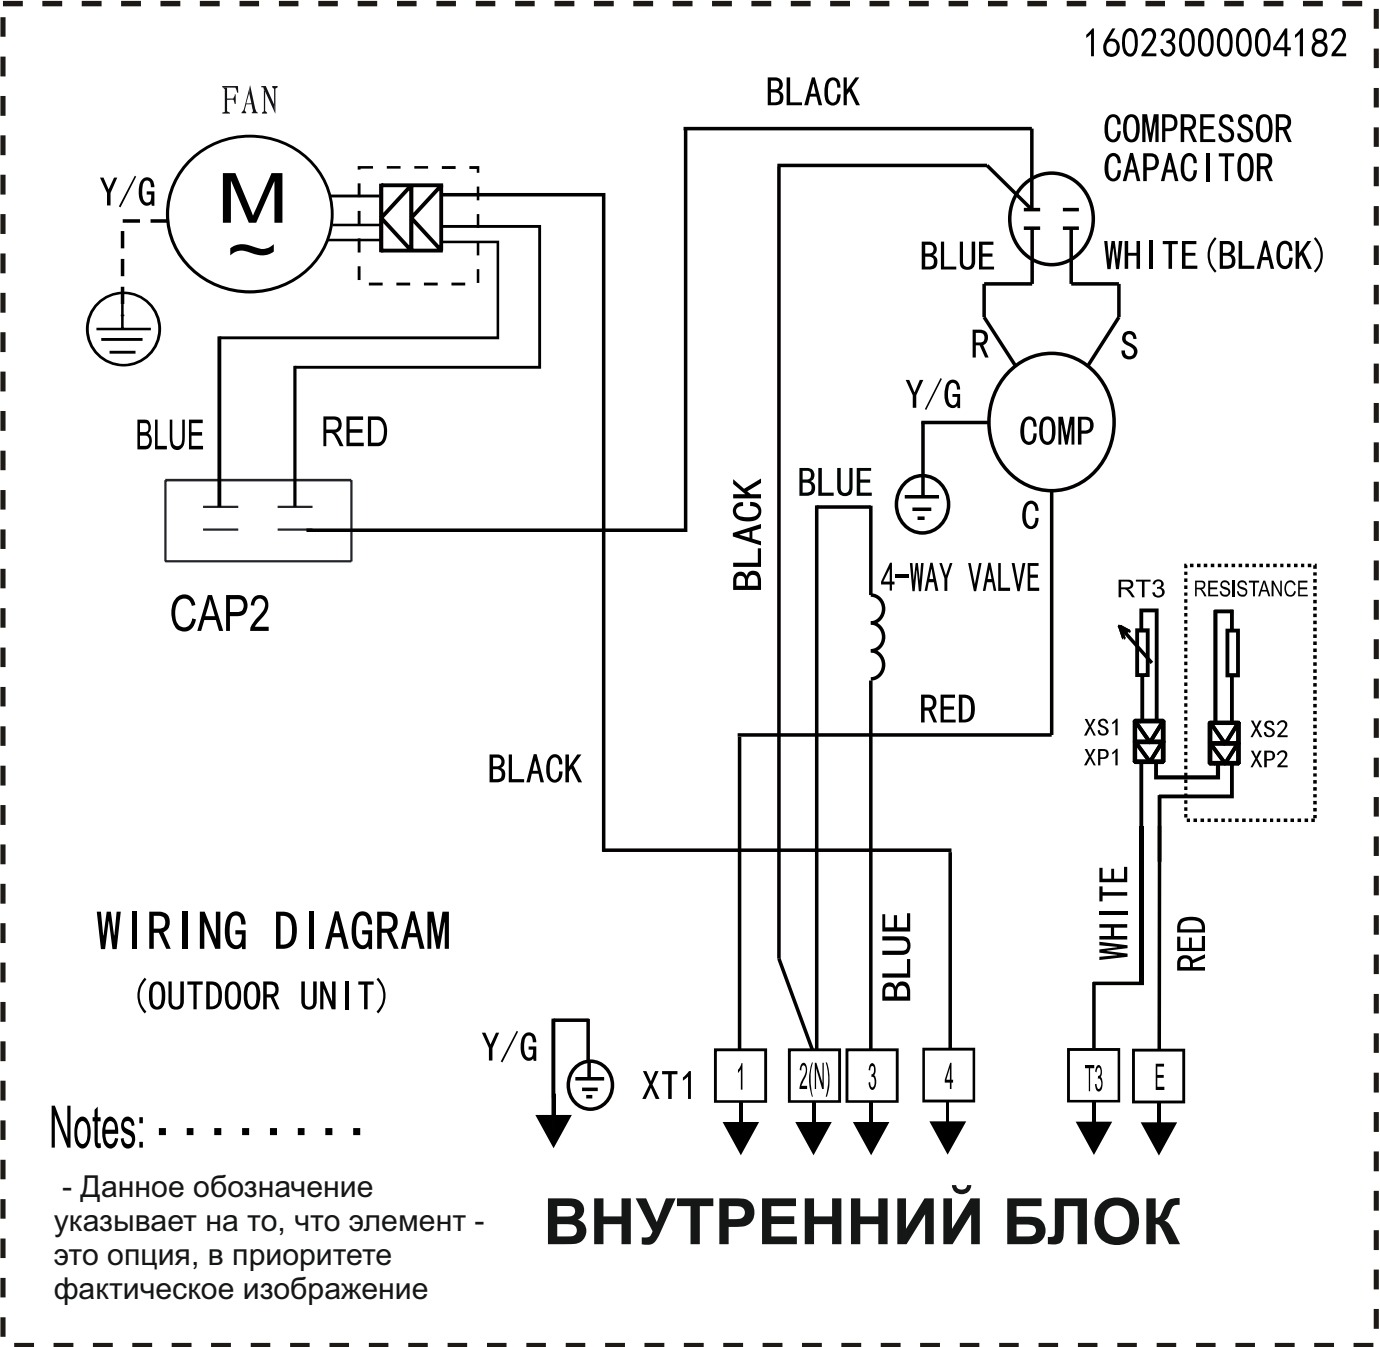 16023000004182
FAN
BLACK
COMPRESSOR
CAPACITOR
Y/G
M
~
BLUE
WHITE(BLACK)
R
S
Y/G
COMP
BLUE
RED
BLUE
BLACK
C
4-WAY VALVE
RT3
RESISTANCE
CAP2
RED
XS1
XP1
XS2
XP2
BLACK
WHITE
RED
BLUE
WIRING DIAGRAM
(OUTDOOR UNIT)
Y/G
XT1
1
2(N)
3
4
T3
E
Notes:
- Данное обозначение
указывает на то, что элемент -
это опция, в приоритете
фактическое изображение
ВНУТРЕННИЙ БЛОК